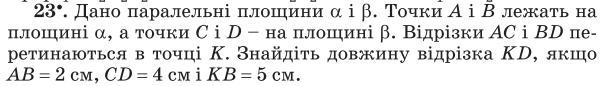 23•. Дано паралельні площини α і β. Точки A і B лежать на
площині α, а точки C і D – на площині β. Відрізки AC і BD пе-
ретинаються в точці K. Знайдіть довжину відрізка KD, якщо
AB = 2 см, CD = 4 см і KB = 5 см.